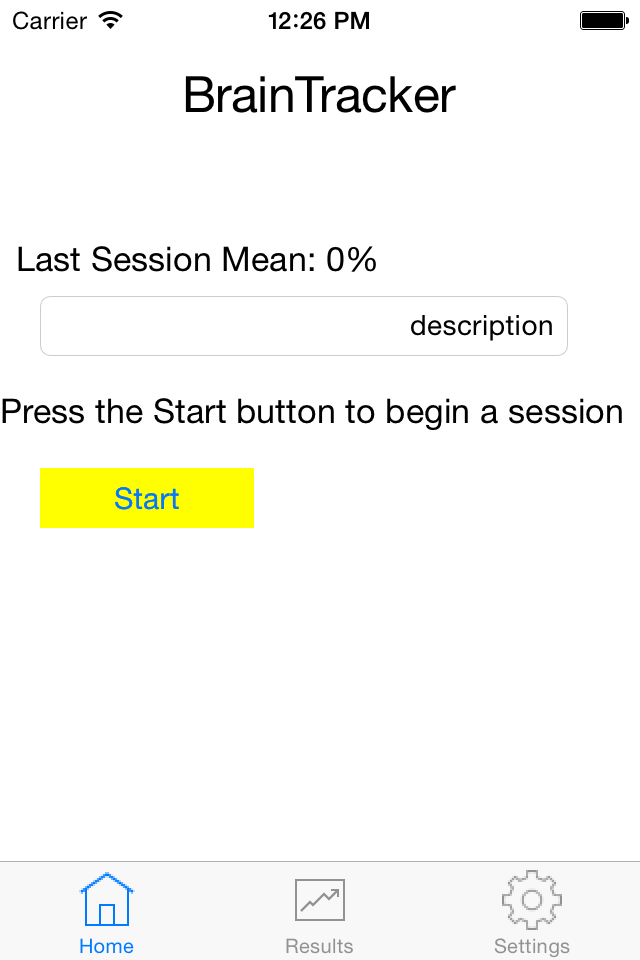 Carrier 12:26 PM
BrainTracker
Last Session Mean: 0%
description
Press the Start button to begin a session
Start
Home Results Settings